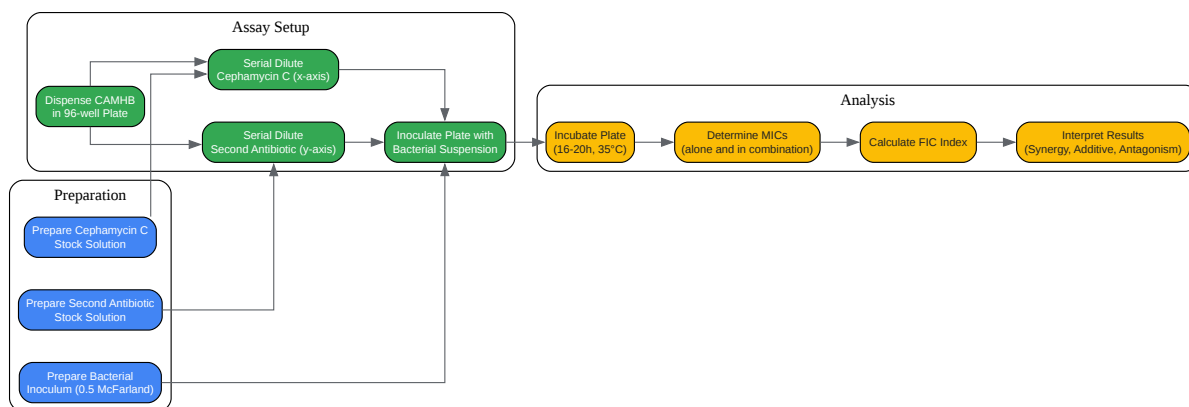 Assay Setup
Serial Dilute
Cephamycin C (x-axis)
Dispense CAMHB
in 96-well Plate
Serial Dilute
Second Antibiotic (y-axis)
Inoculate Plate with
Bacterial Suspension
Analysis
Incubate Plate
(16-20h, 35°C)
Determine MICs
(alone and in combination)
Calculate FIC Index
Interpret Results
(Synergy, Additive, Antagonism)
Preparation
Prepare Cephamycin C
Stock Solution
Prepare Second Antibiotic
Stock Solution
Prepare Bacterial
Inoculum (0.5 McFarland)